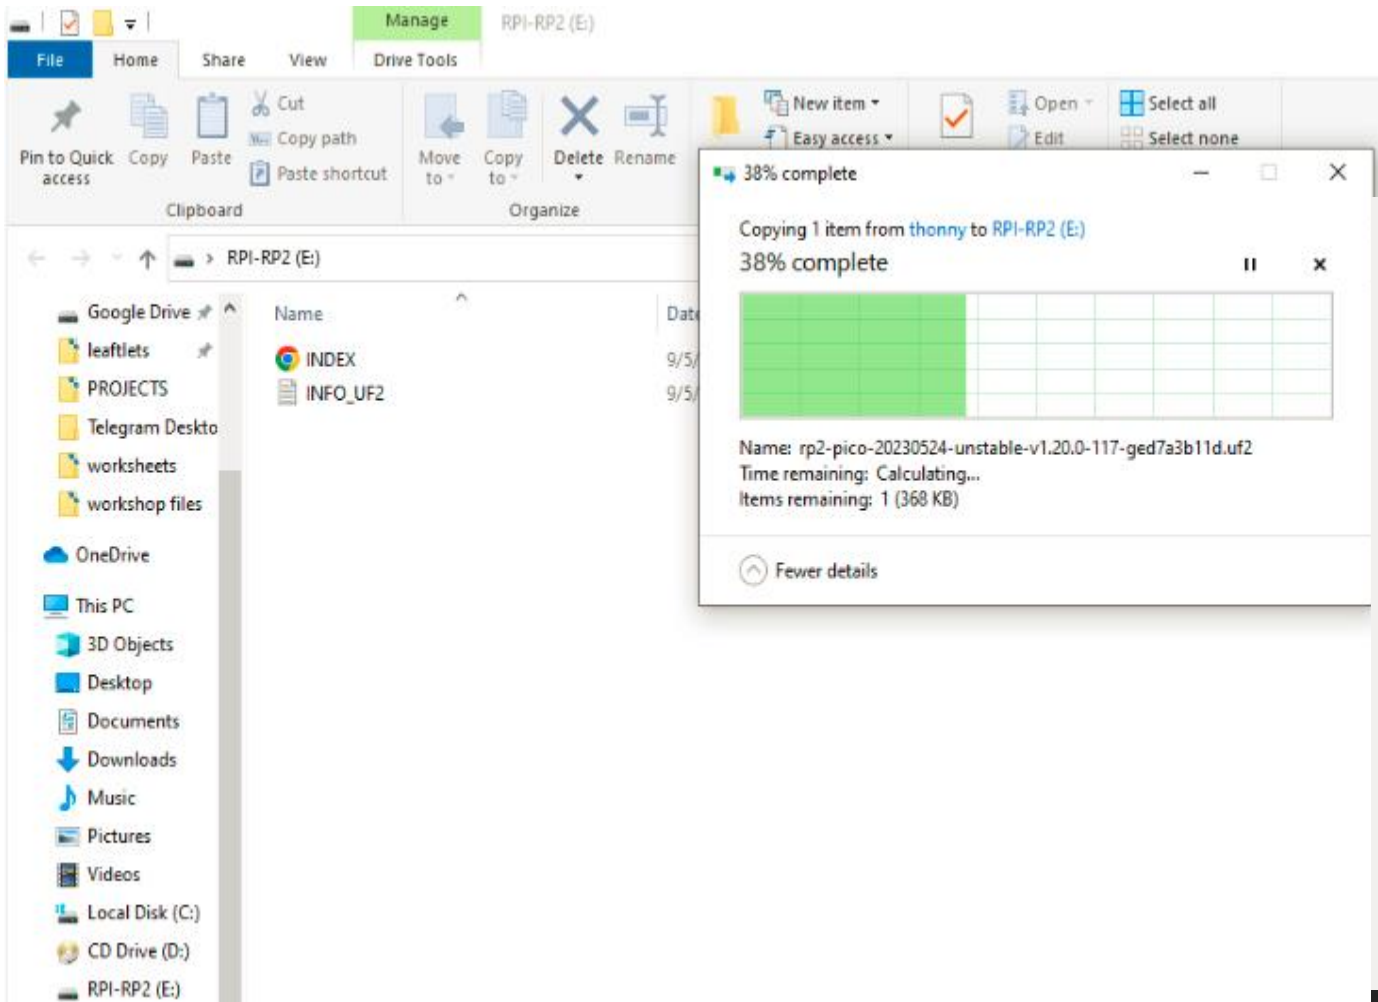 Manage RPI-RP2 (E:)
File Home Share View Drive Tools
Pin to Quick access
Copy
Paste
Cut
Copy path
Paste shortcut
Clipboard
Move to
Copy to
Delete
Rename
Organize
New item
Easy access
Open
Edit
Select all
Select none
RPI-RP2 (E:)
Google Drive
leaftlets
PROJECTS
Telegram Deskto
worksheets
workshop files
OneDrive
This PC
3D Objects
Desktop
Documents
Downloads
Music
Pictures
Videos
Local Disk (C:)
CD Drive (D:)
RPI-RP2 (E:)
Name Date
INDEX 9/5/
INFO_UF2 9/5/
38% complete
Copying 1 item from thonny to RPI-RP2 (E:)
38% complete
Name: rp2-pico-20230524-unstable-v1.20.0-117-ged7a3b11d.uf2
Time remaining: Calculating...
Items remaining: 1 (368 KB)
Fewer details